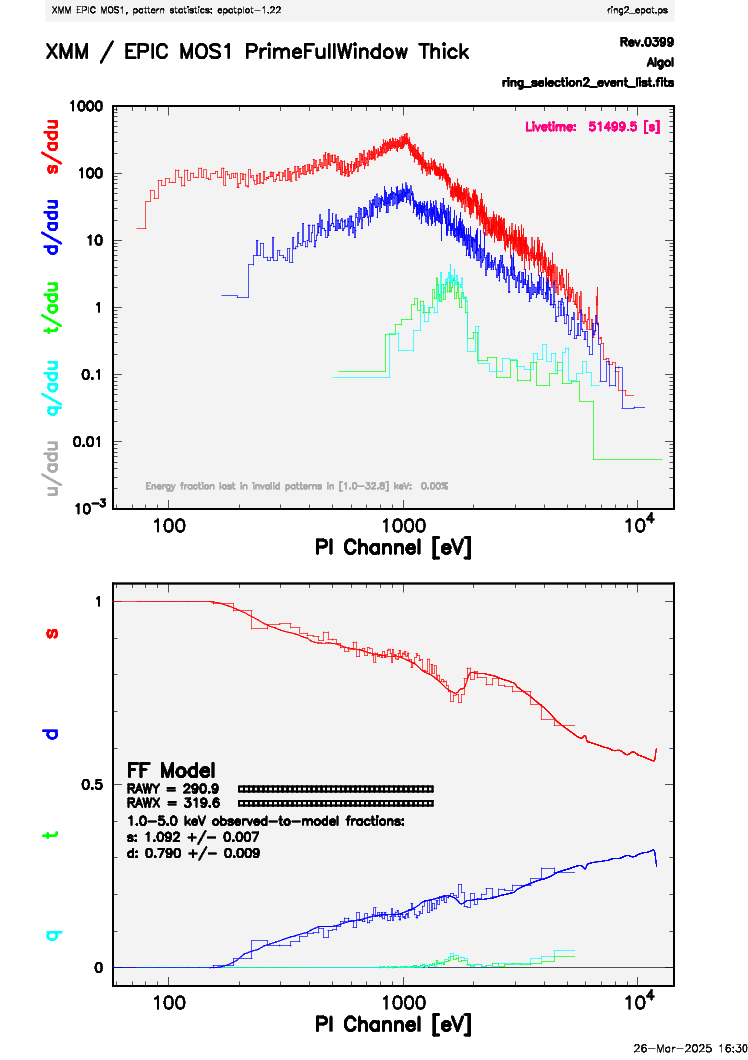 XMM EPIC MOS1, pattern statistics: epatplot-1.22 ring2_epat.ps
XMM / EPIC MOS1 PrimeFullWindow Thick
Rev.0399
Algol
ring_selection2_event_list.fits
Livetime: 51499.5 [s]
1000
100
10
1
0.1
0.01
10⁻³
u/adu q/adu t/adu d/adu s/adu
Energy fraction lost in invalid patterns in [1.0-32.8] keV: 0.00%
100 1000 10⁴
PI Channel [eV]
1
0.5
0
q t d s
FF Model
RAWY = 290.9
RAWX = 319.6
1.0-5.0 keV observed-to-model fractions:
s: 1.092 +/- 0.007
d: 0.790 +/- 0.009
100 1000 10⁴
PI Channel [eV]
26-Mar-2025 16:30